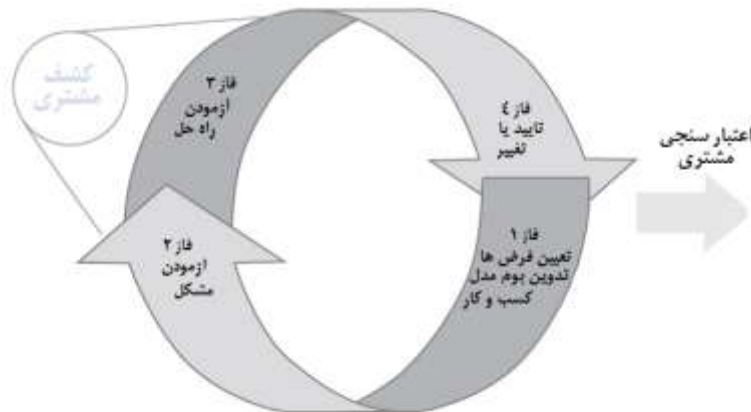 کشف
مشتری
فاز ۳
ازمودن
راه حل
فاز ٤
تایید یا
تغییر
اعتبار سنجی
مشتری
فاز ۲
ازمودن
مشکل
فاز ۱
تعیین فرض ها
تدوین بوم مدل
کسب و کار